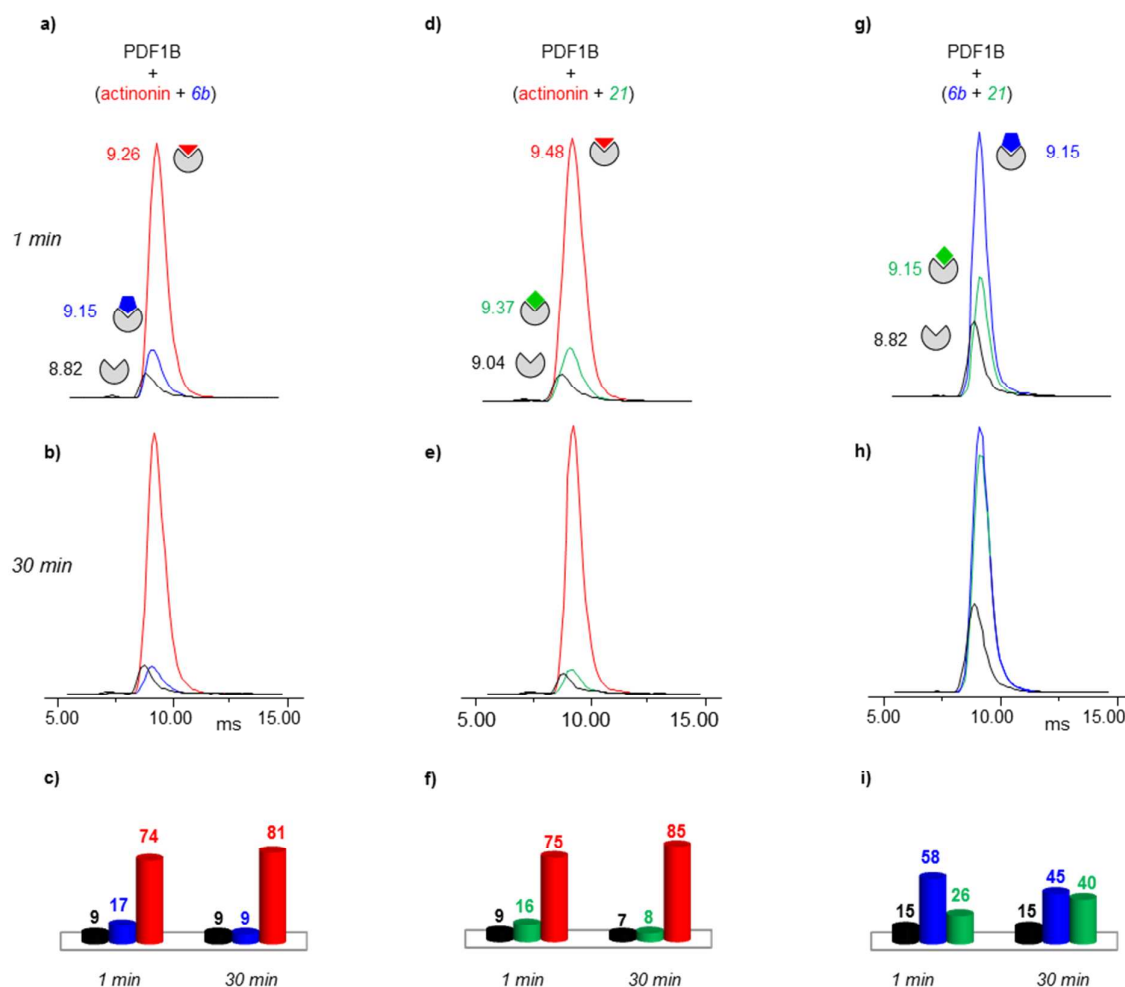 a)
PDF1B
+
(actinonin + 6b)
9.26
1 min
9.15
8.82
b)
30 min
5.00 10.00 15.00
ms
c)
74
81
17
9
9
9
1 min 30 min
d)
PDF1B
+
(actinonin + 21)
9.48
9.37
9.04
e)
5.00 10.00 15.00
f)
75
85
16
9
7
8
1 min 30 min
g)
PDF1B
+
(6b + 21)
9.15
9.15
8.82
h)
5.00 10.00 15.00
ms
i)
58
45
40
26
15
15
1 min 30 min